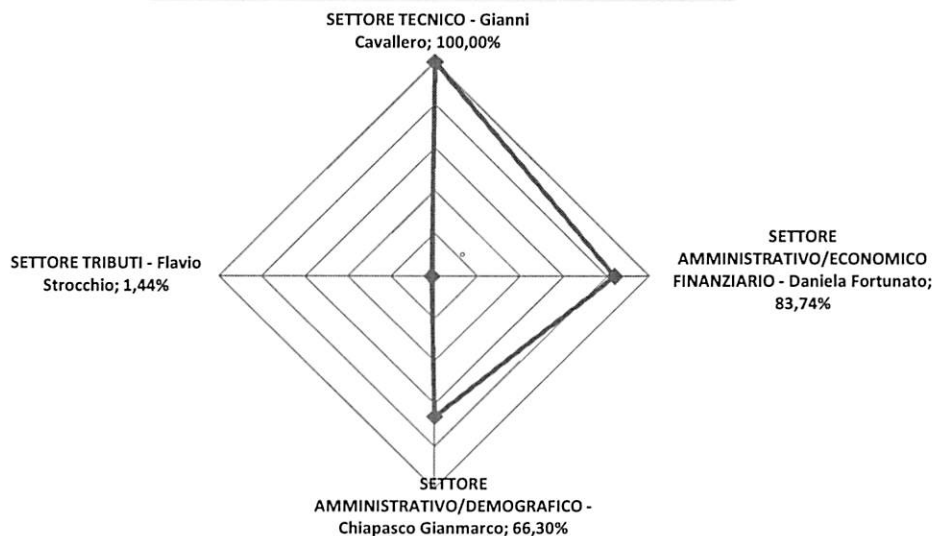 SETTORE TECNICO - Gianni
Cavallero; 100,00%
SETTORE TRIBUTI - Flavio
Strocchio; 1,44%
SETTORE
AMMINISTRATIVO/ECONOMICO
FINANZIARIO - Daniela Fortunato;
83,74%
SETTORE
AMMINISTRATIVO/DEMOGRAFICO -
Chiapasco Gianmarco; 66,30%